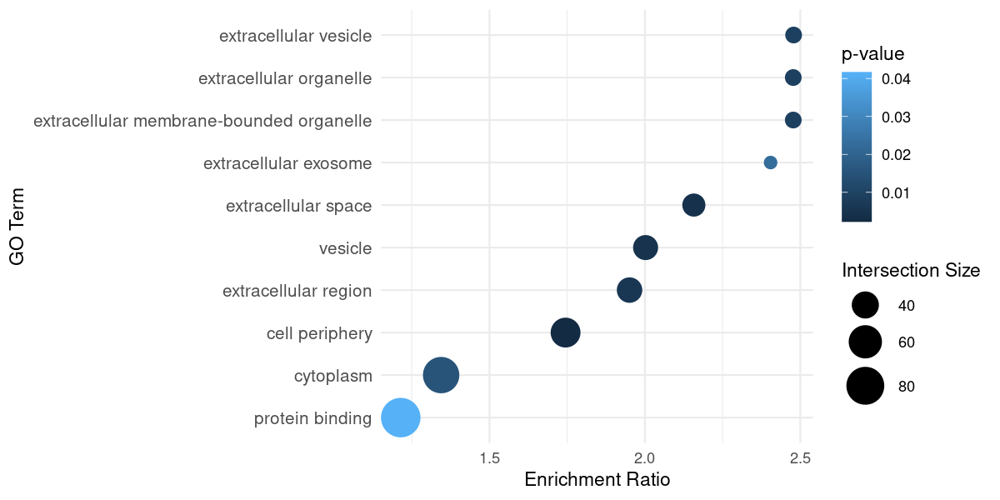 extracellular vesicle
extracellular organelle
extracellular membrane-bounded organelle
extracellular exosome
extracellular space
vesicle
extracellular region
cell periphery
cytoplasm
protein binding
GO Term
1.5
2.0
2.5
Enrichment Ratio
p-value
0.04
0.03
0.02
0.01
Intersection Size
40
60
80